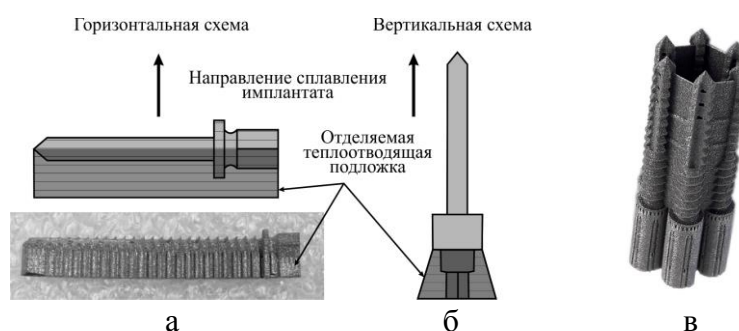 Горизонтальная схема
Вертикальная схема
Направление сплавления
имплантата
Отделяемая
теплоотводящая
подложка
а
б
в